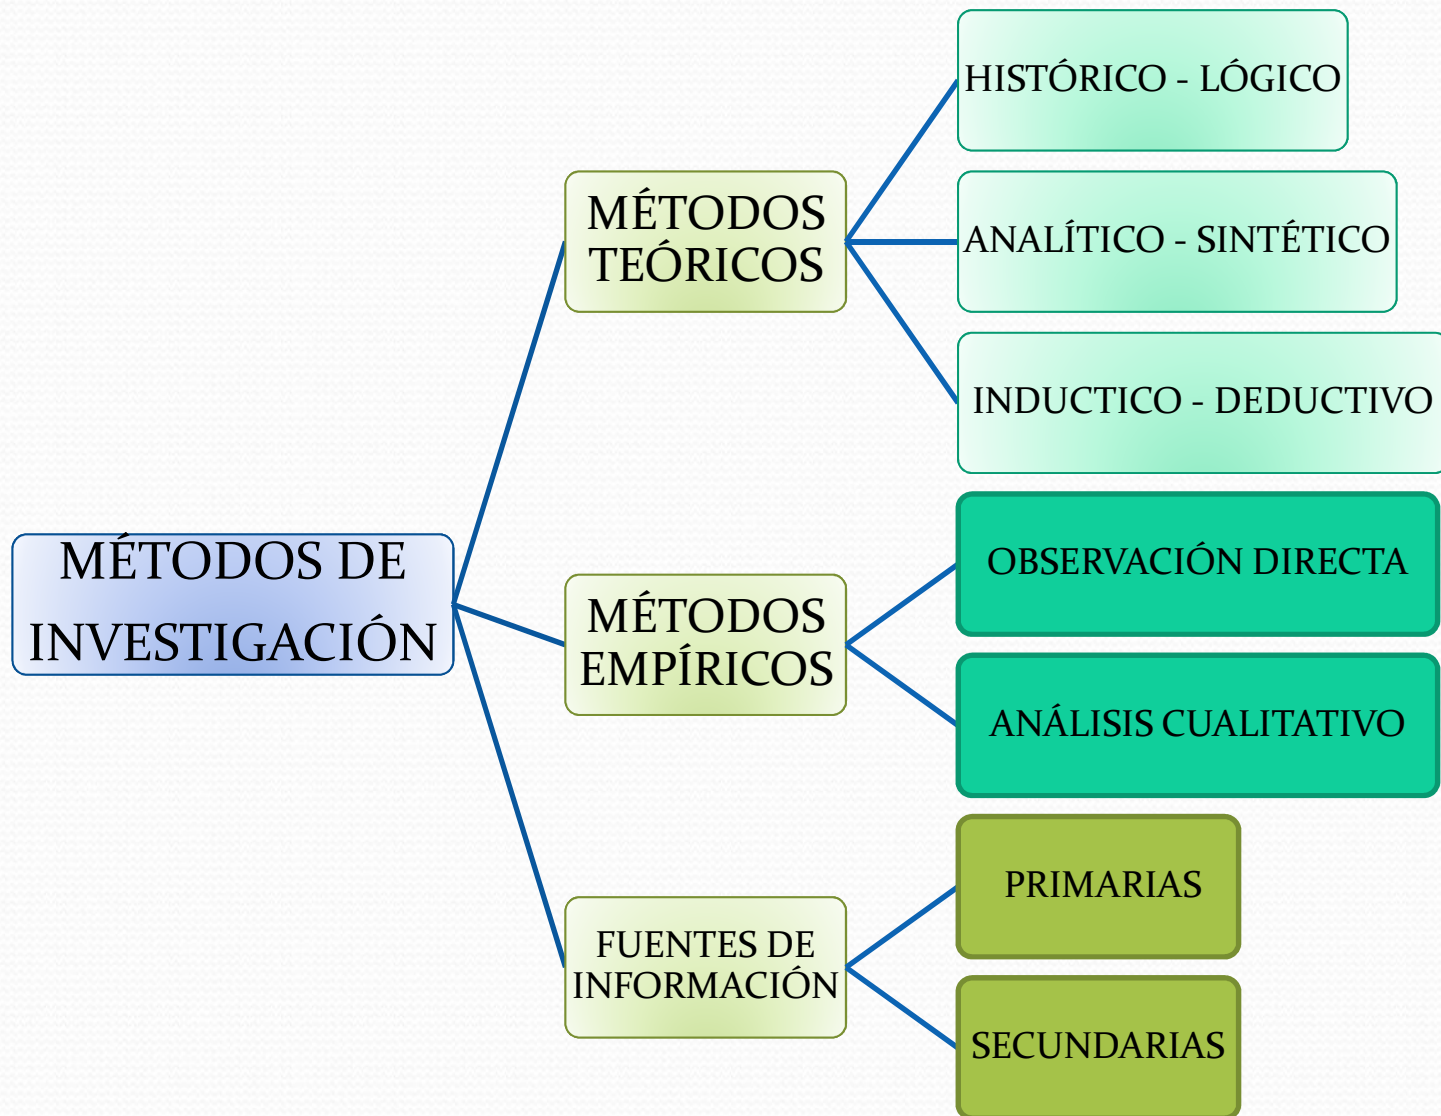 MÉTODOS DE
INVESTIGACIÓN
MÉTODOS
TEÓRICOS
HISTÓRICO - LÓGICO
ANALÍTICO - SINTÉTICO
INDUCTICO - DEDUCTIVO
MÉTODOS
EMPÍRICOS
OBSERVACIÓN DIRECTA
ANÁLISIS CUALITATIVO
FUENTES DE
INFORMACIÓN
PRIMARIAS
SECUNDARIAS